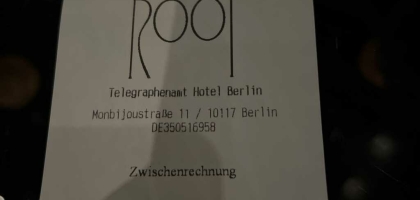 ROOT
Telegraphenamt Hotel Berlin
Monbijoustraße 11 / 10117 Berlin
DE350516958
Zwischenrechnung